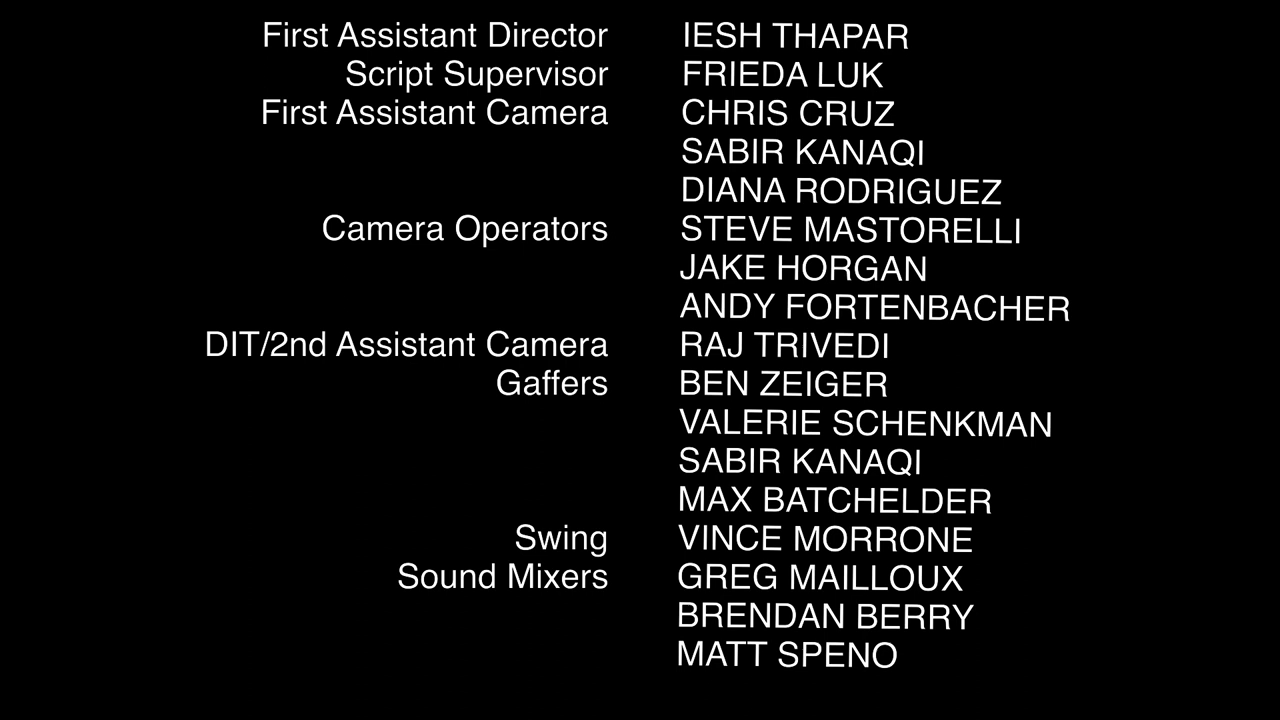 First Assistant Director IESH THAPAR
Script Supervisor FRIEDA LUK
First Assistant Camera CHRIS CRUZ
SABIR KANAQI
DIANA RODRIGUEZ
Camera Operators STEVE MASTORELLI
JAKE HORGAN
ANDY FORTENBACHER
DIT/2nd Assistant Camera RAJ TRIVEDI
Gaffers BEN ZEIGER
VALERIE SCHENKMAN
SABIR KANAQI
MAX BATCHELDER
Swing VINCE MORRONE
Sound Mixers GREG MAILLOUX
BRENDAN BERRY
MATT SPENO